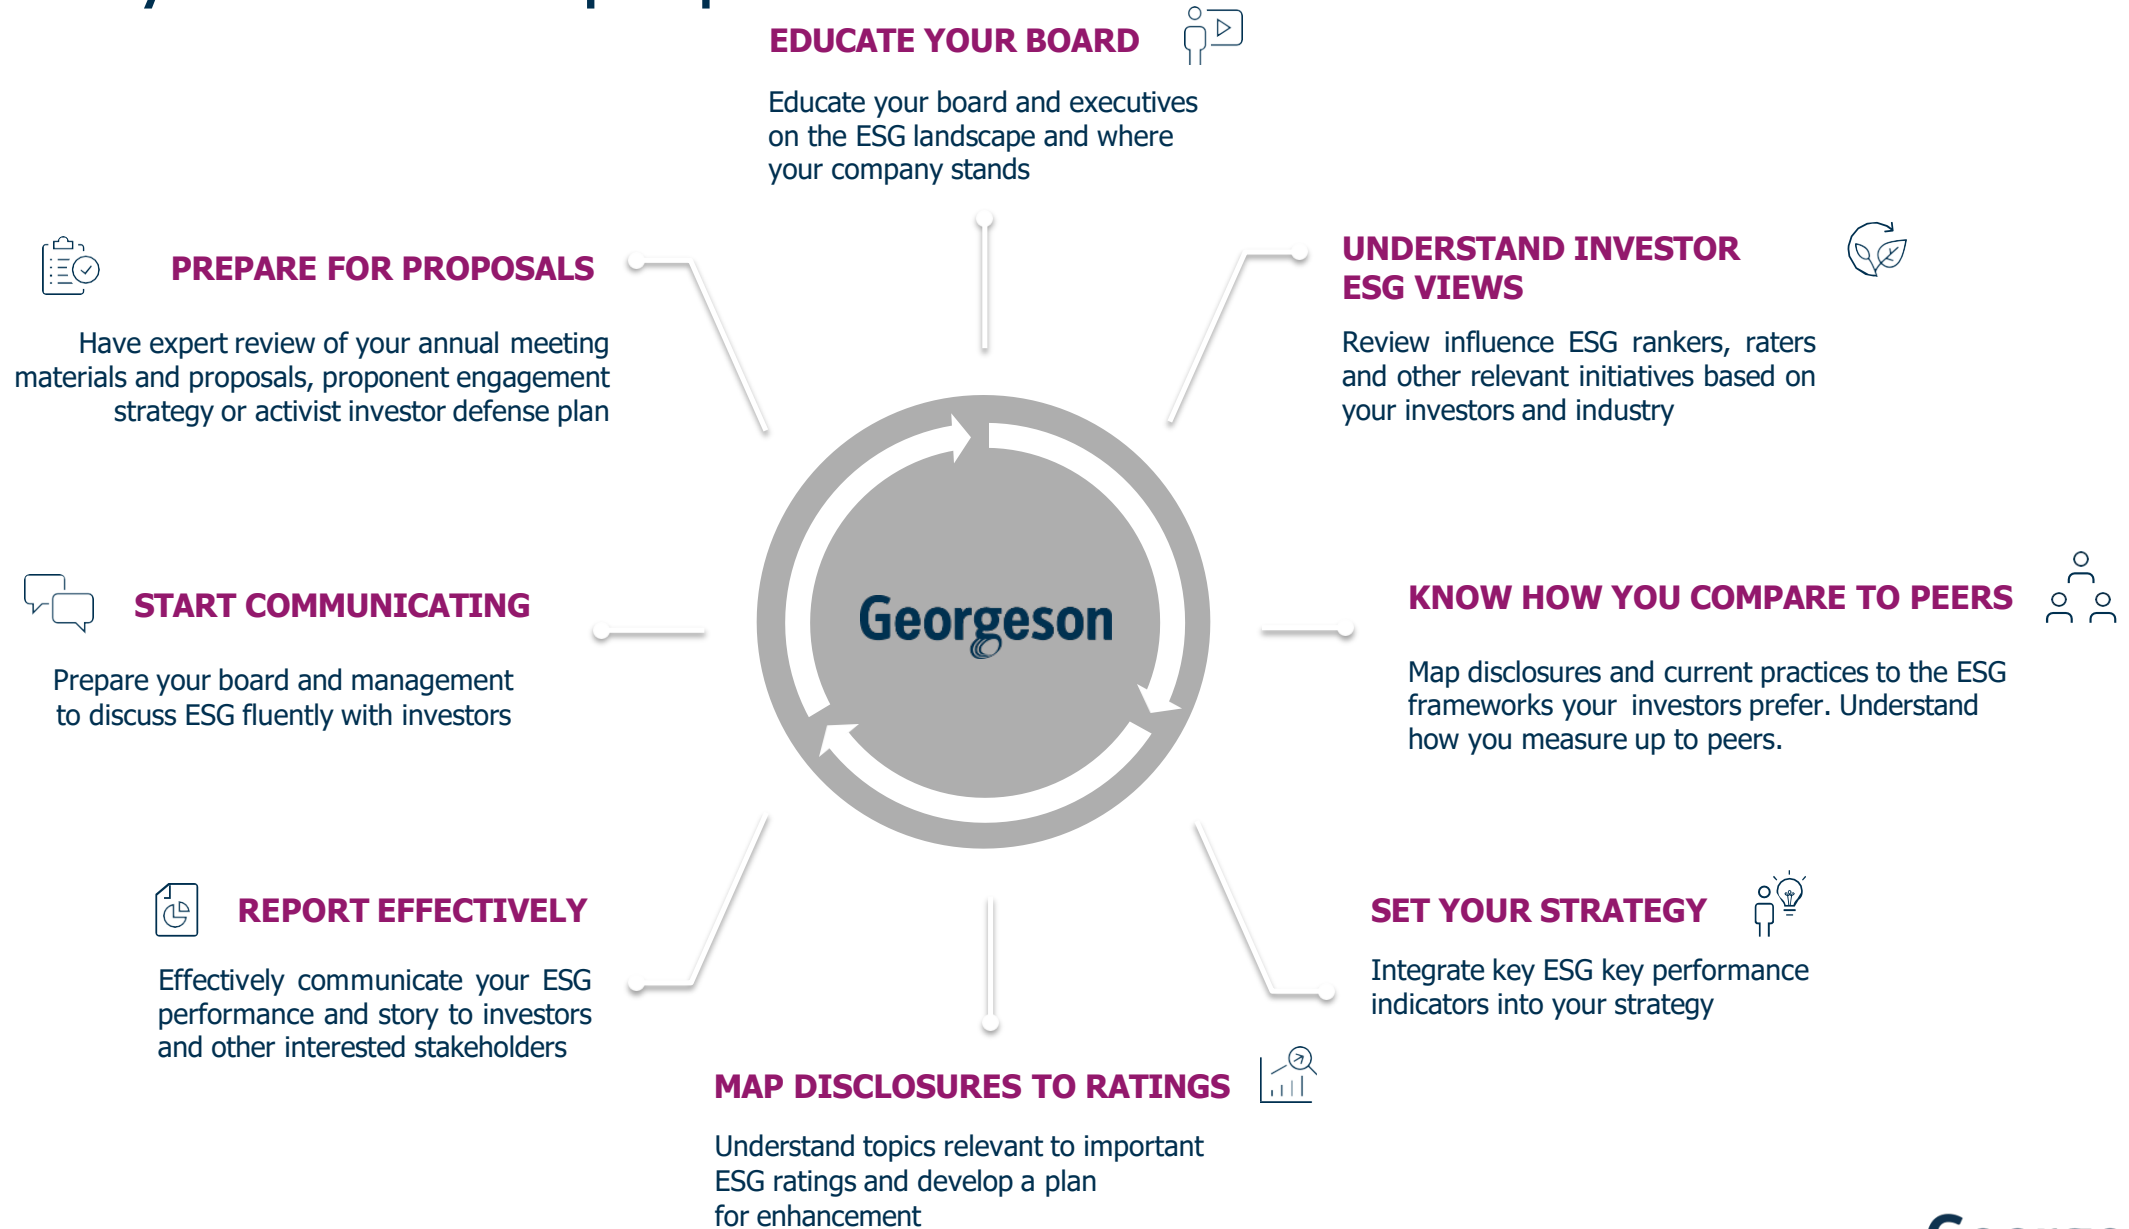 EDUCATE YOUR BOARD
Educate your board and executives
on the ESG landscape and where
your company stands
UNDERSTAND INVESTOR
ESG VIEWS
Review influence ESG rankers, raters
and other relevant initiatives based on
your investors and industry
KNOW HOW YOU COMPARE TO PEERS
Map disclosures and current practices to the ESG
frameworks your investors prefer. Understand
how you measure up to peers.
SET YOUR STRATEGY
Integrate key ESG key performance
indicators into your strategy
MAP DISCLOSURES TO RATINGS
Understand topics relevant to important
ESG ratings and develop a plan
for enhancement
REPORT EFFECTIVELY
Effectively communicate your ESG
performance and story to investors
and other interested stakeholders
START COMMUNICATING
Prepare your board and management
to discuss ESG fluently with investors
PREPARE FOR PROPOSALS
Have expert review of your annual meeting
materials and proposals, proponent engagement
strategy or activist investor defense plan
Georgeson